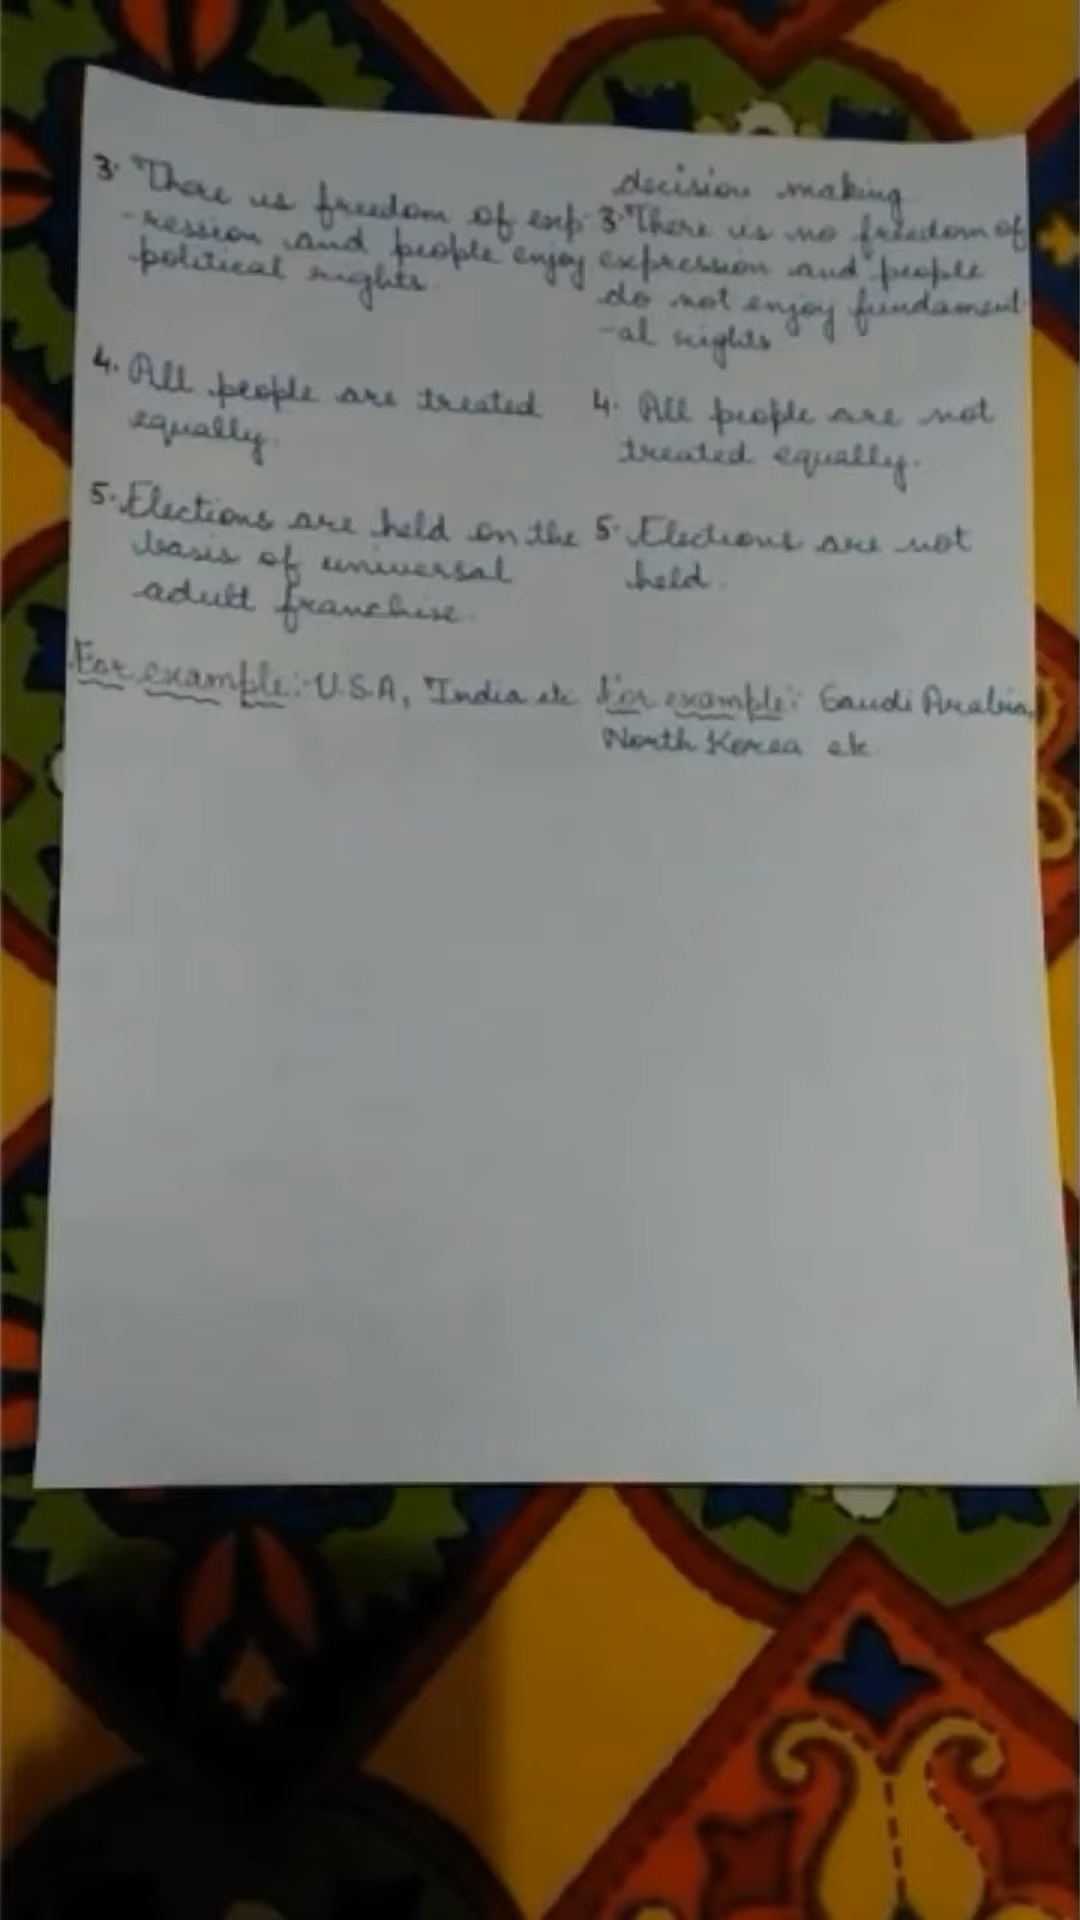 3. There is freedom of exp-
-ression and people enjoy
political rights.
4. All people are treated
equally.
5. Elections are held on the
basis of universal
adult franchise.
For example:- U.S.A, India etc
decision making
3. There is no freedom of
expression and people
do not enjoy fundament-
-al rights
4. All people are not
treated equally.
5. Elections are not
held.
For example:- Saudi Arabia,
North Korea etc